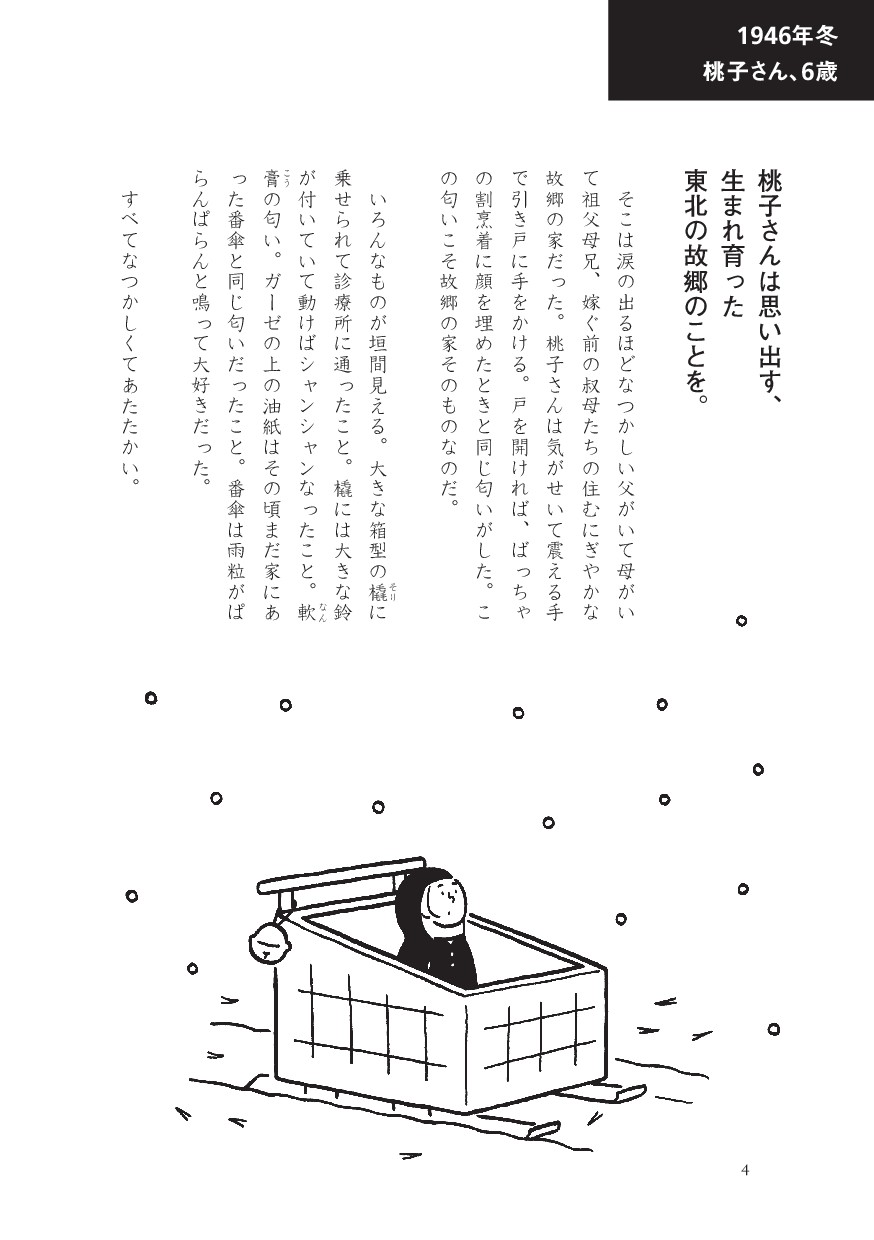 1946年冬
桃子さん、6歳
桃子さんは思い出す、
生まれ育った
東北の故郷のことを。
そこは涙の出るほどなつかしい父がいて母がい
て祖父母兄、嫁ぐ前の叔母たちの住むにぎやかな
故郷の家だった。桃子さんは気がせいて震える手
で引き戸に手をかける。戸を開ければ、ばっちゃ
の割烹着に顔を埋めたときと同じ匂いがした。こ
の匂いこそ故郷の家そのものなのだ。
いろんなものが垣間見える。大きな箱型の橇そりに
乗せられて診療所に通ったこと。橇には大きな鈴
が付いていて動けばシャンシャンなったこと。軟なん
膏こうの匂い。ガーゼの上の油紙はその頃まだ家にあ
った番傘と同じ匂いだったこと。番傘は雨粒がぱ
らんぱらんと鳴って大好きだった。
すべてなつかしくてあたたかい。
4